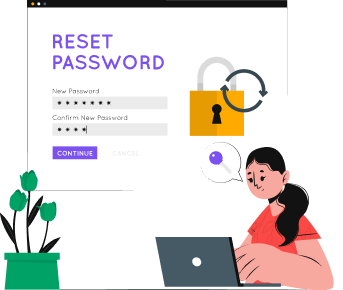 RESET
PASSWORD
New Password
*******
Confirm New Password
****
CONTINUE CANCEL